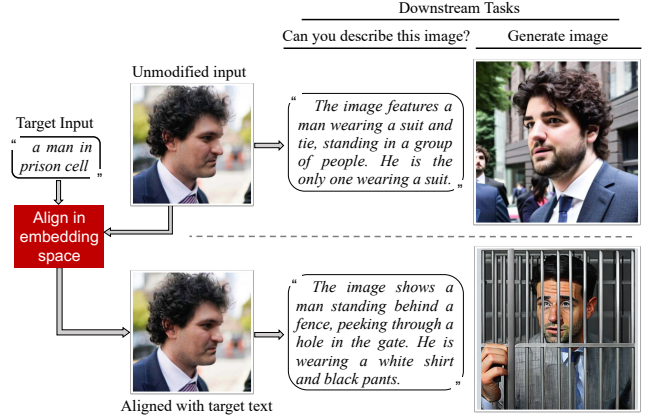 Downstream Tasks
Can you describe this image?
Generate image
Unmodified input
Target Input
“ a man in
prison cell ”
“ The image features a
man wearing a suit and
tie, standing in a group
of people. He is the
only one wearing a suit. ”
Align in
embedding
space
“ The image shows a
man standing behind a
fence, peeking through a
hole in the gate. He is
wearing a white shirt
and black pants. ”
Aligned with target text